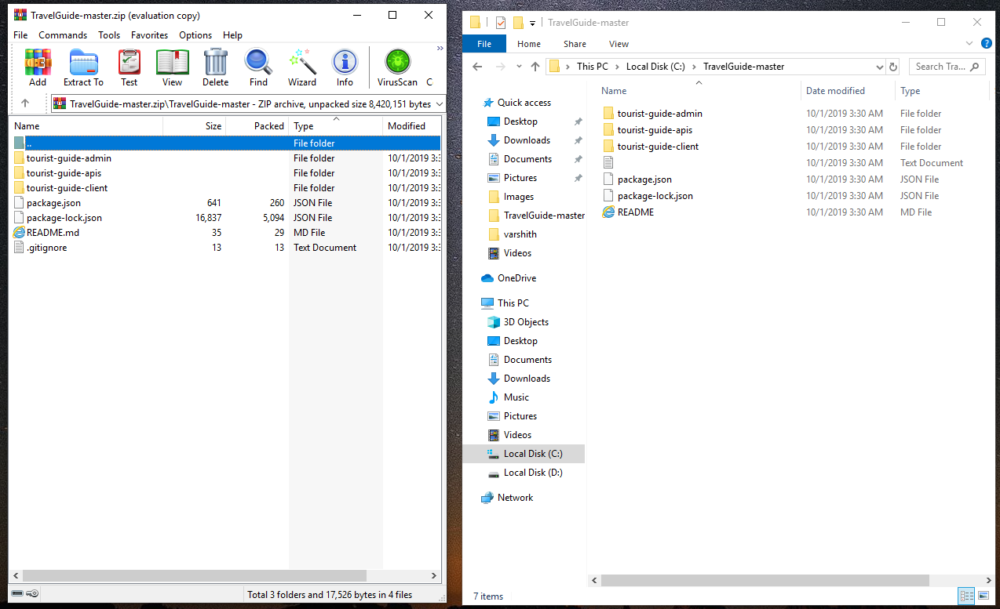 TravelGuide-master.zip (evaluation copy)
File Commands Tools Favorites Options Help
Add Extract To Test View Delete Find Wizard Info VirusScan C
TravelGuide-master.zip\TravelGuide-master - ZIP archive, unpacked size 8,420,151 bytes
Name Size Packed Type Modified
.. File folder
tourist-guide-admin File folder 10/1/2019 3:3
tourist-guide-apis File folder 10/1/2019 3:3
tourist-guide-client File folder 10/1/2019 3:3
package.json 641 260 JSON File 10/1/2019 3:3
package-lock.json 16,837 5,094 JSON File 10/1/2019 3:3
README.md 35 29 MD File 10/1/2019 3:3
.gitignore 13 13 Text Document 10/1/2019 3:3
Total 3 folders and 17,526 bytes in 4 files
TravelGuide-master
File Home Share View
This PC Local Disk (C:) TravelGuide-master Search Tra...
Quick access
Desktop
Downloads
Documents
Pictures
Images
TravelGuide-master
varshith
Videos
OneDrive
This PC
3D Objects
Desktop
Documents
Downloads
Music
Pictures
Videos
Local Disk (C:)
Local Disk (D:)
Network
Name Date modified Type
tourist-guide-admin 10/1/2019 3:30 AM File folder
tourist-guide-apis 10/1/2019 3:30 AM File folder
tourist-guide-client 10/1/2019 3:30 AM File folder
10/1/2019 3:30 AM Text Document
package.json 10/1/2019 3:30 AM JSON File
package-lock.json 10/1/2019 3:30 AM JSON File
README 10/1/2019 3:30 AM MD File
7 items